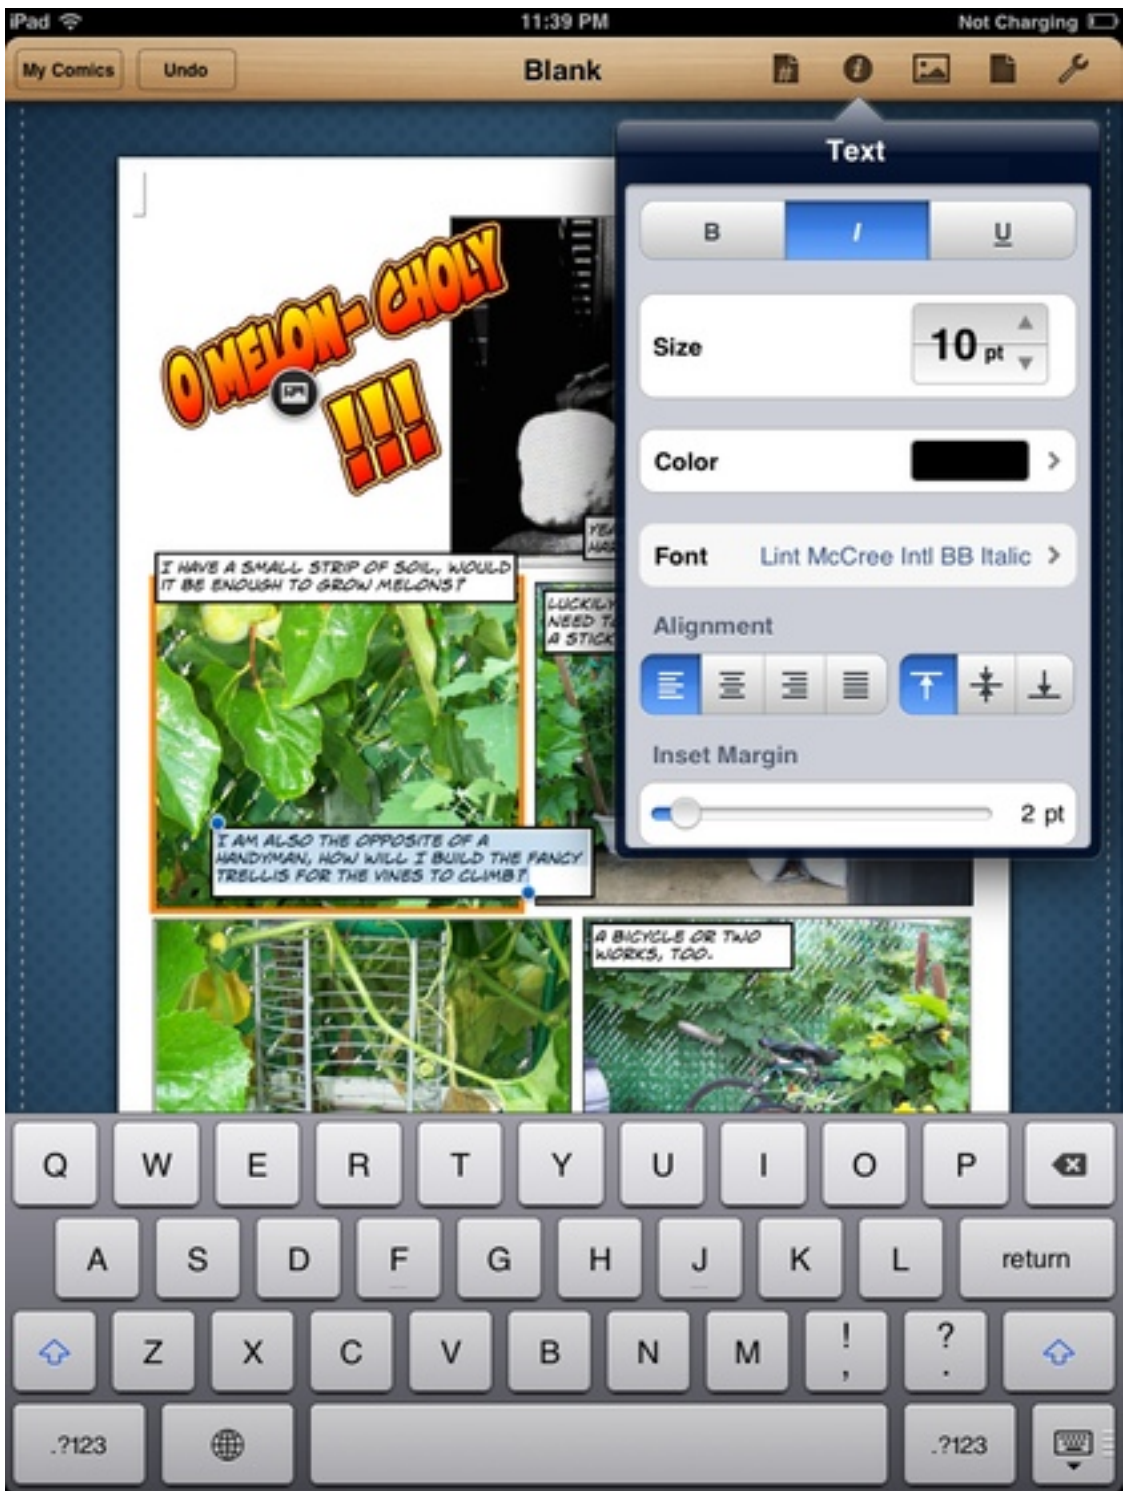 iPad 11:39 PM Not Charging
My Comics Undo Blank
Text
B I U
Size 10 pt
Color
Font Lint McCree Intl BB Italic
Alignment
Inset Margin
2 pt
O MELON- CHOLY
!!!
I HAVE A SMALL STRIP OF SOIL, WOULD
IT BE ENOUGH TO GROW MELONS?
LUCKILY
NEED
A STICK
I AM ALSO THE OPPOSITE OF A
HANDYMAN, HOW WILL I BUILD THE FANCY
TRELLIS FOR THE VINES TO CLIMB?
A BICYCLE OR TWO
WORKS, TOO.
Q W E R T Y U I O P
A S D F G H J K L return
Z X C V B N M ! , ? .
.?123 .?123